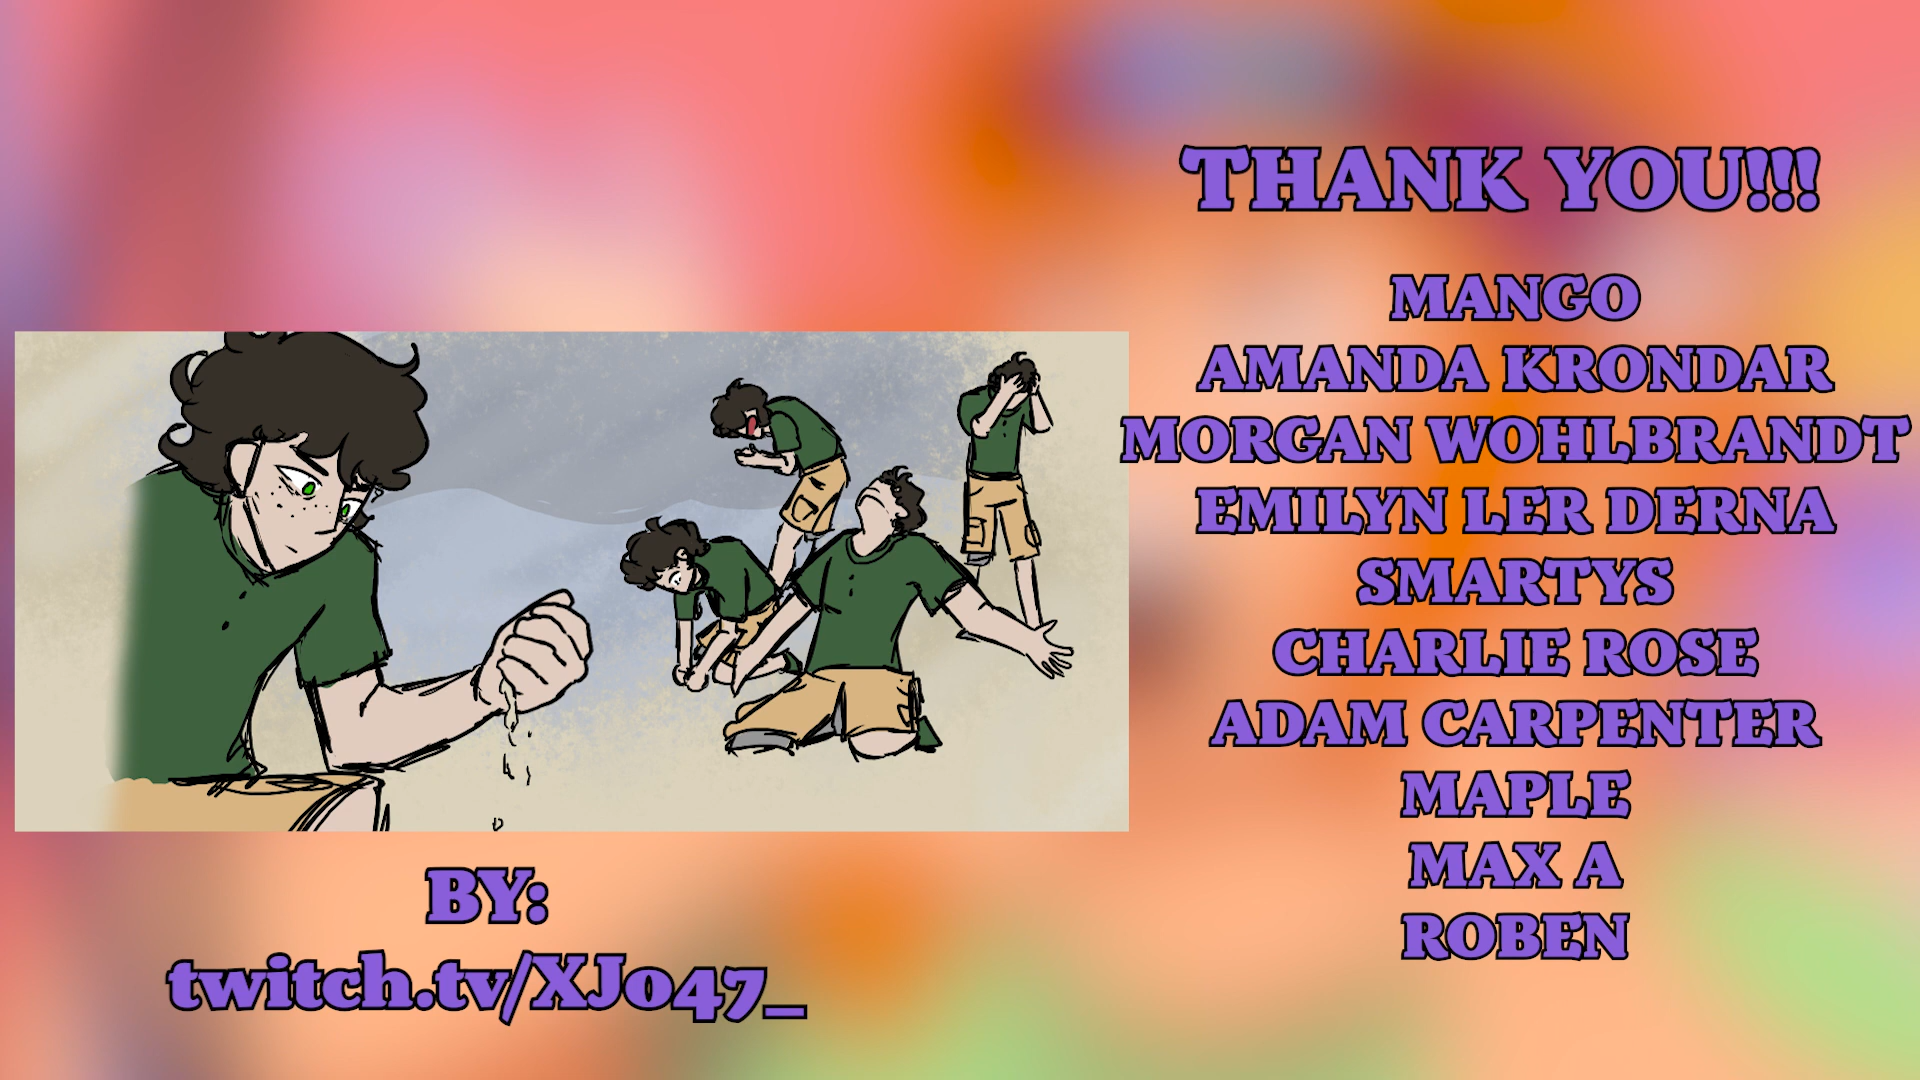 THANK YOU!!!
MANGO
AMANDA KRONDAR
MORGAN WOHLBRANDT
EMILYN LER DERNA
SMARTYS
CHARLIE ROSE
ADAM CARPENTER
MAPLE
MAX A
ROBEN
BY:
twitch.tv/XJ047_